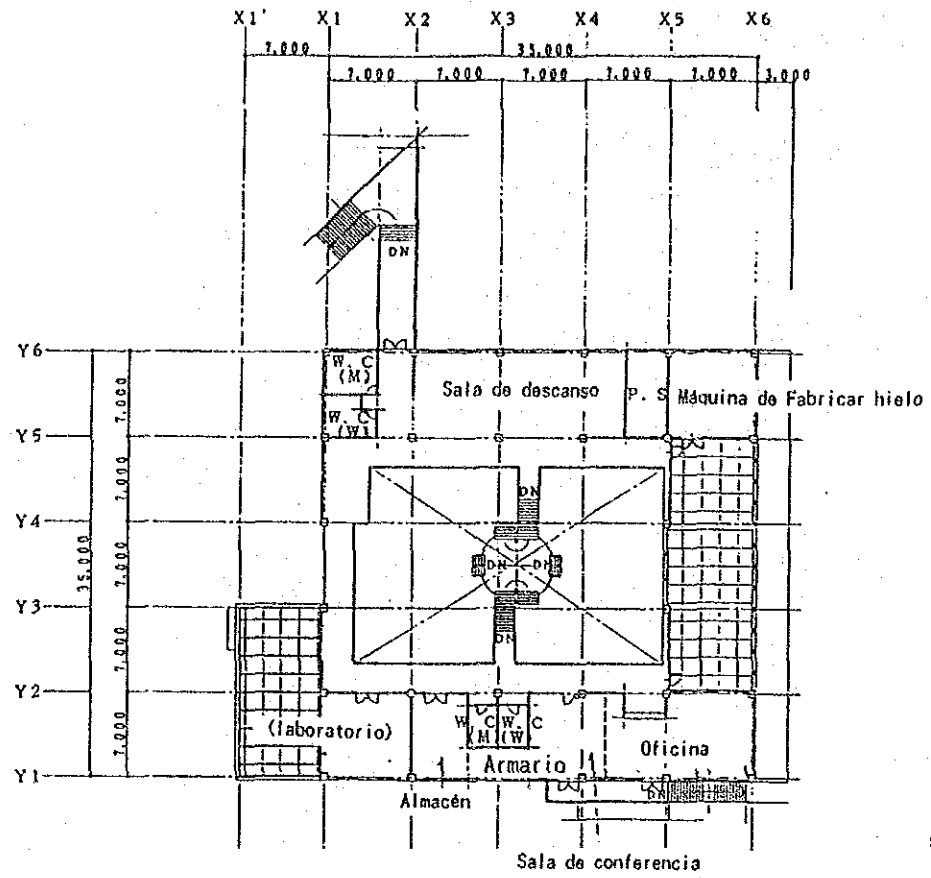 X1' X1 X2 X3 X4 X5 X6
7,000 35,000
7,000 7,000 7,000 7,000 7,000 3,000
DN
Y6
W.C
(M)
Sala de descanso
P.S
Máquina de Fabricar hielo
7,000
W.C
(W)
Y5
7,000
DN
Y4
35,000
7,000
DN DN
Y3
7,000
DN
Y2
7,000
(laboratorio)
W.C
(M)
W.C
(W)
Oficina
Armario
Y1
DN
Almacén
Sala de conferencia